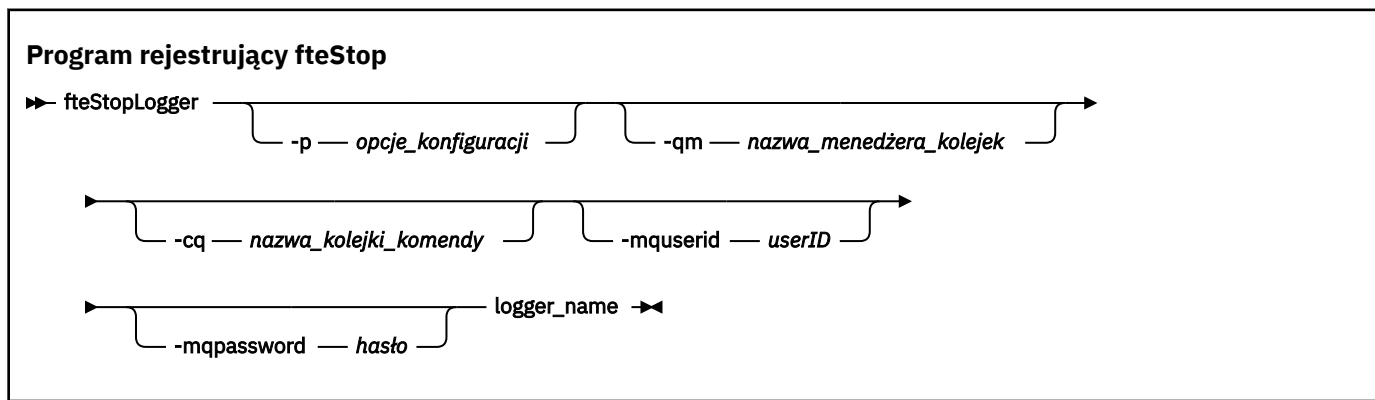 Program rejestrujący fteStop
fteStopLogger
-p opcje_konfiguracji -qm nazwa_menedżera_kolejek
-cq nazwa_kolejki_komendy -mquserid userID
logger_name
-mqpassword hasło